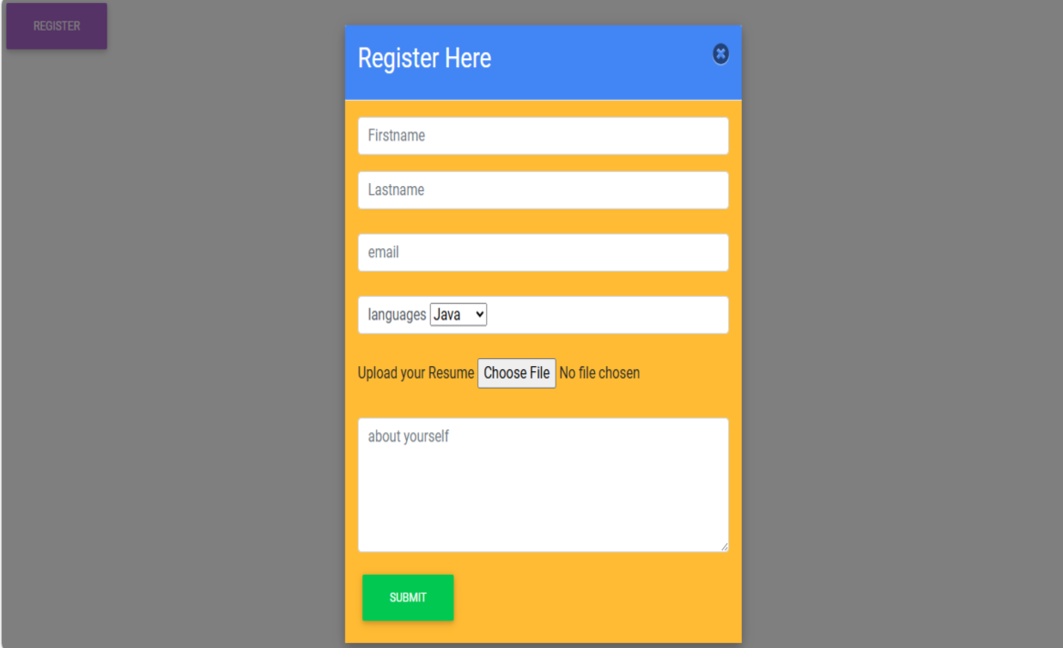 REGISTER
Register Here
Firstname
Lastname
email
languages Java
Upload your Resume Choose File No file chosen
about yourself
SUBMIT